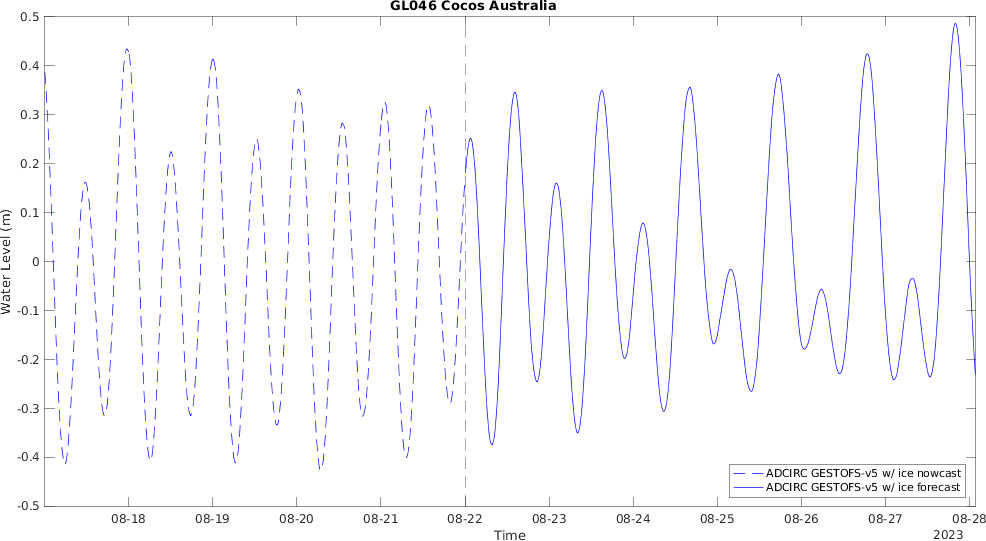 GL046 Cocos Australia
0.5
0.4
0.3
0.2
0.1
0
-0.1
-0.2
-0.3
-0.4
-0.5
Water Level (m)
ADCIRC GESTOFS-v5 w/ ice nowcast
ADCIRC GESTOFS-v5 w/ ice forecast
08-18 08-19 08-20 08-21 08-22 08-23 08-24 08-25 08-26 08-27 08-28
Time
2023